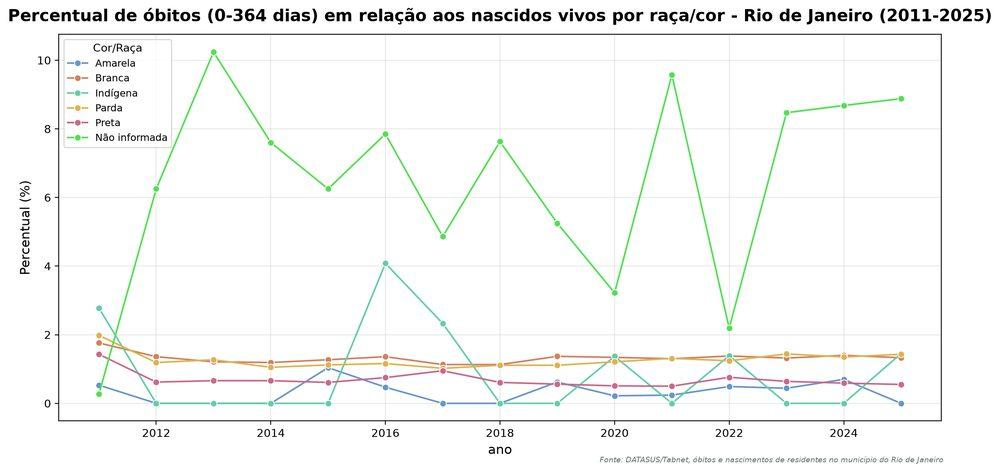 Percentual de óbitos (0-364 dias) em relação aos nascidos vivos por raça/cor - Rio de Janeiro (2011-2025)
Cor/Raça
Amarela
Branca
Indígena
Parda
Preta
Não informada
Percentual (%)
10
8
6
4
2
0
2012
2014
2016
2018
2020
2022
2024
ano
Fonte: DATASUS/Tabnet, óbitos e nascimentos de residentes no município do Rio de Janeiro